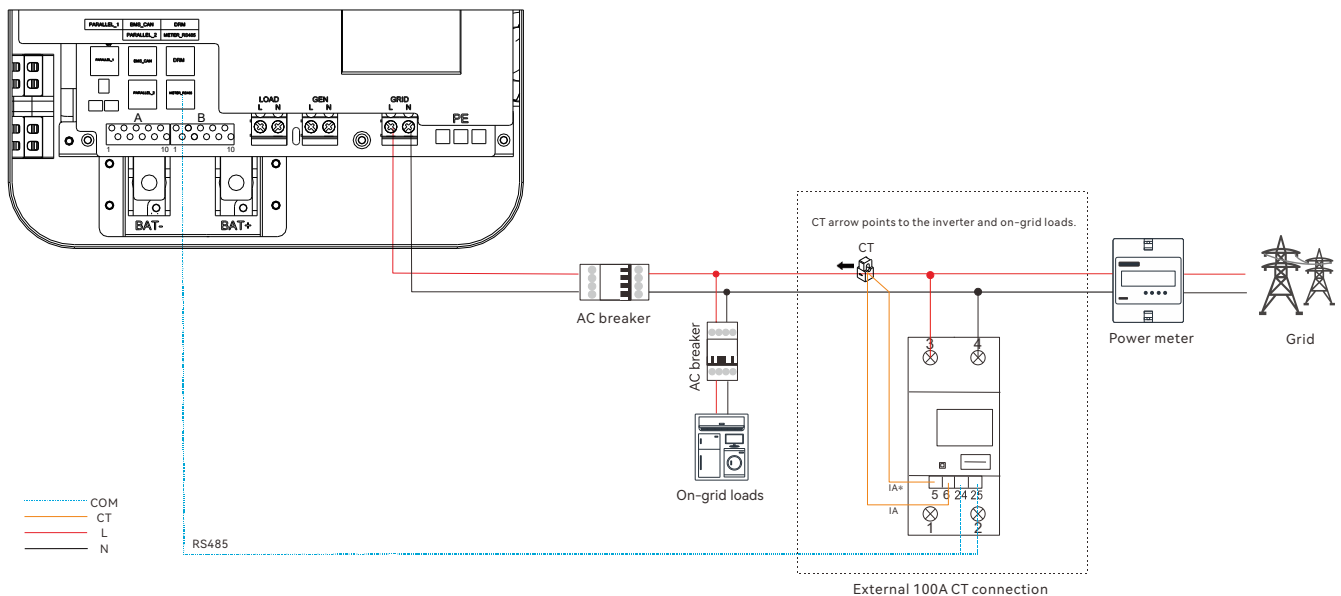 PARALLEL_1 BMS_CAN DRM
PARALLEL_2 METER_RS485
PARALLEL_1 BMS_CAN DRM
PARALLEL_2 METER_RS485
LOAD GEN GRID
L N L N L N
PE
A B
1 10 1 10
BAT- BAT+
CT arrow points to the inverter and on-grid loads.
CT
AC breaker
AC breaker
Power meter
Grid
3 4
On-grid loads
IA*
5 6 24 25
IA
1 2
COM
CT
L
N
RS485
External 100A CT connection